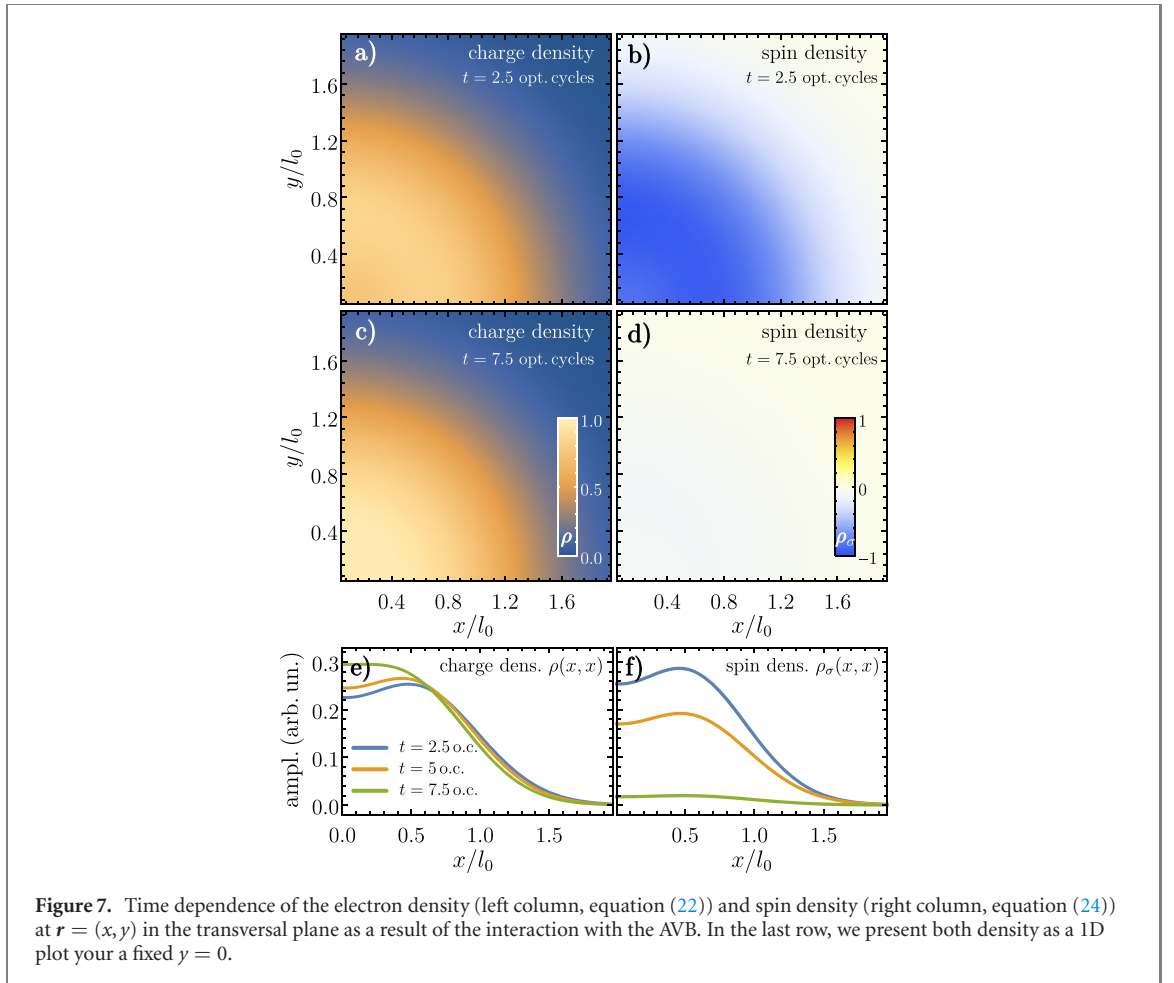 a)
charge density
t = 2.5 opt. cycles
b)
spin density
t = 2.5 opt. cycles
1.6
1.2
0.8
0.4
y/l₀
c)
charge density
t = 7.5 opt. cycles
d)
spin density
t = 7.5 opt. cycles
1.6
1.2
0.8
0.4
y/l₀
1.0
0.5
0.0
ρ
1
0
−1
ρσ
0.4 0.8 1.2 1.6
x/l₀
0.4 0.8 1.2 1.6
x/l₀
e)
charge dens. ρ(x, x)
f)
spin dens. ρσ(x, x)
0.3
0.2
0.1
0.0
ampl. (arb. un.)
t = 2.5 o.c.
t = 5 o.c.
t = 7.5 o.c.
0.0 0.5 1.0 1.5
x/l₀
0.5 1.0 1.5
x/l₀
Figure 7. Time dependence of the electron density (left column, equation (22)) and spin density (right column, equation (24))
at r = (x, y) in the transversal plane as a result of the interaction with the AVB. In the last row, we present both density as a 1D
plot your a fixed y = 0.